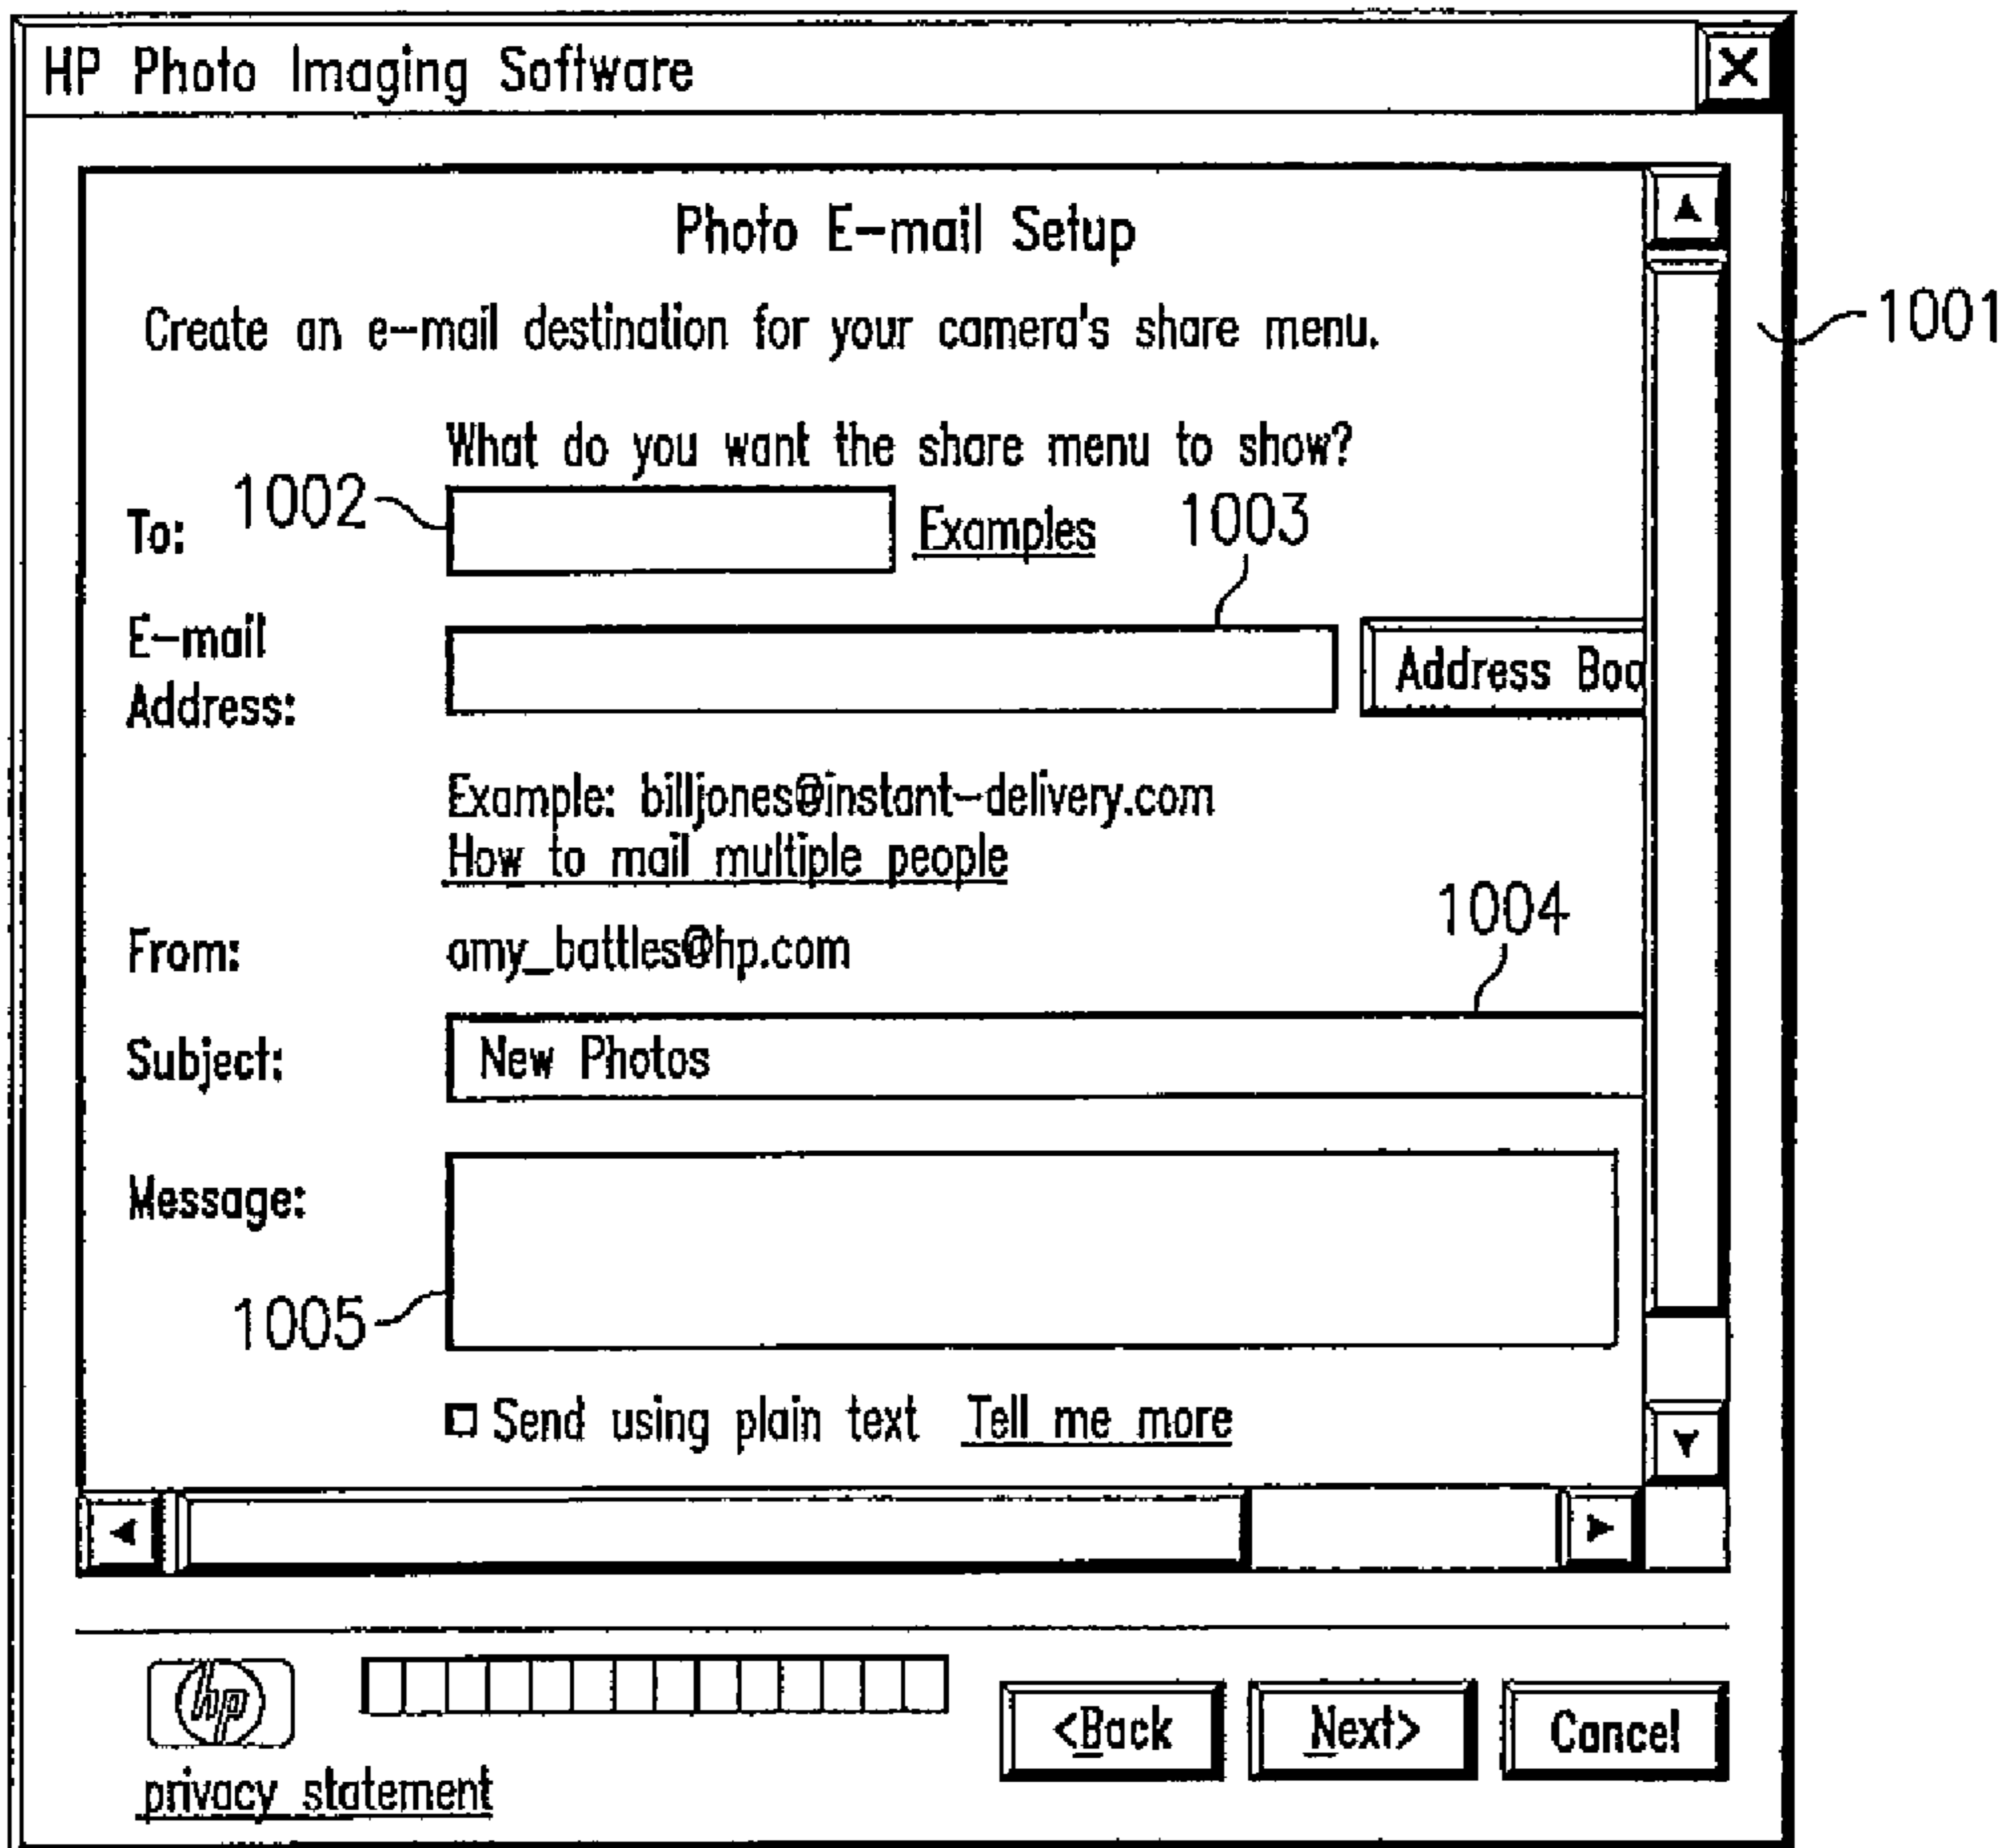 HP Photo Imaging Software
X
Photo E-mail Setup
Create an e-mail destination for your camera's share menu.
1001
What do you want the share menu to show?
To:
1002
Examples
1003
E-mail
Address:
Address Boo
Example: billjones@instant-delivery.com
How to mail multiple people
1004
From:
amy_battles@hp.com
Subject:
New Photos
Message:
1005
Send using plain text Tell me more
hp
<Back
Next>
Cancel
privacy statement